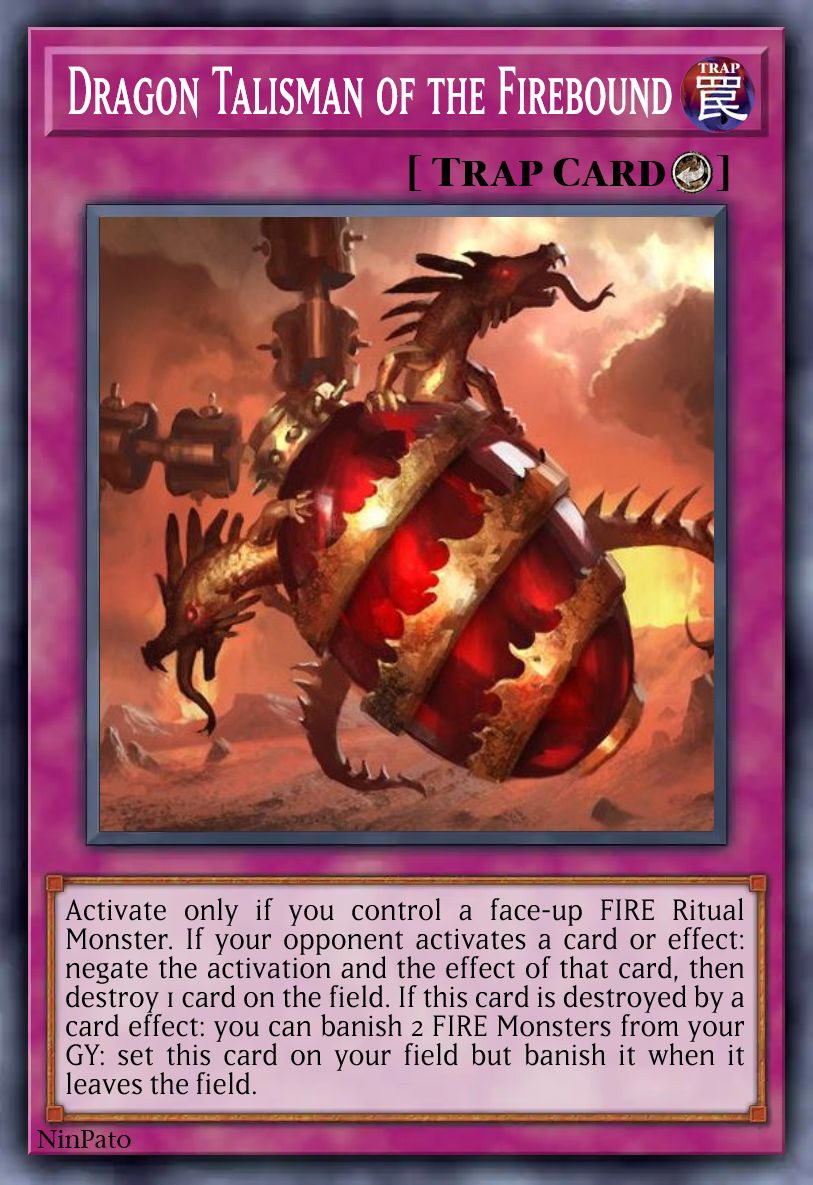 Dragon Talisman of the Firebound
TRAP
罠
[ Trap Card ]
Activate only if you control a face-up FIRE Ritual
Monster. If your opponent activates a card or effect:
negate the activation and the effect of that card, then
destroy 1 card on the field. If this card is destroyed by a
card effect: you can banish 2 FIRE Monsters from your
GY: set this card on your field but banish it when it
leaves the field.
NinPato